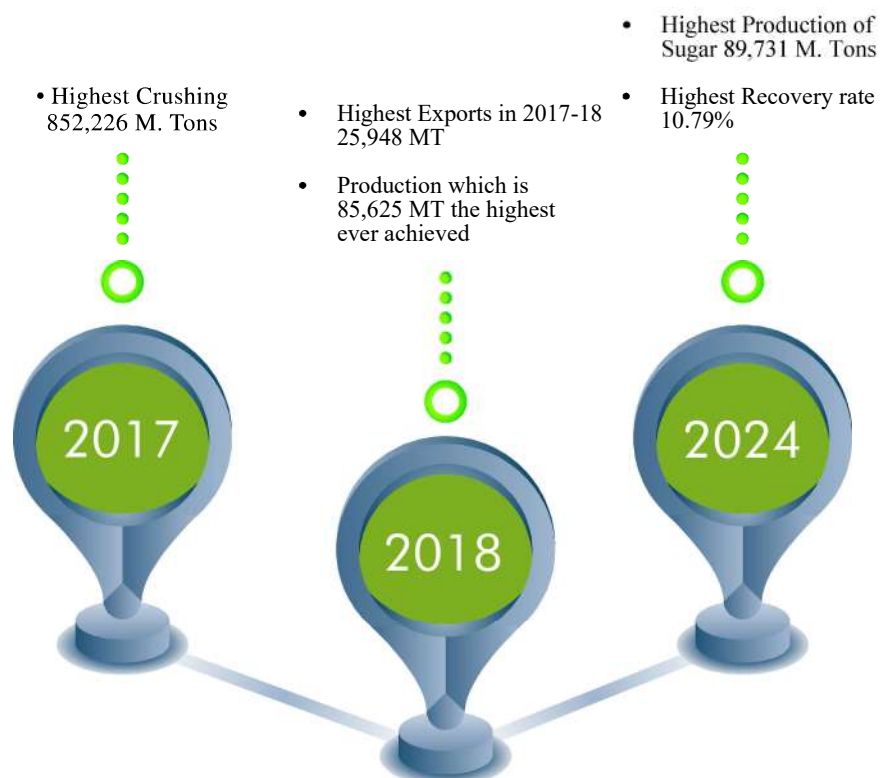 • Highest Crushing
852,226 M. Tons
2017
• Highest Exports in 2017-18
25,948 MT
• Production which is
85,625 MT the highest
ever achieved
2018
• Highest Production of
Sugar 89,731 M. Tons
• Highest Recovery rate
10.79%
2024